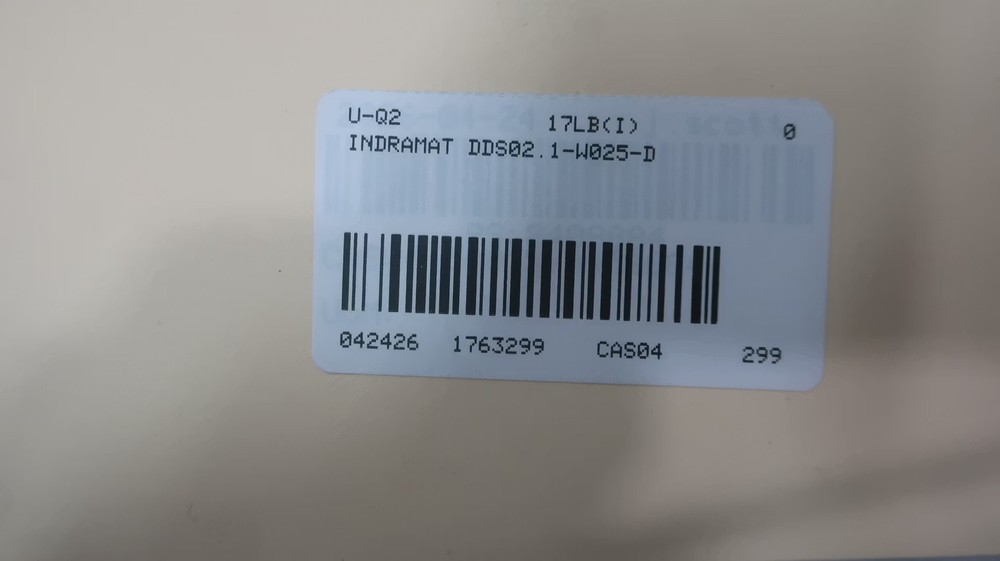 U-Q2 17LB(I) 0
INDRAMAT DDS02.1-W025-D
042426 1763299 CAS04 299